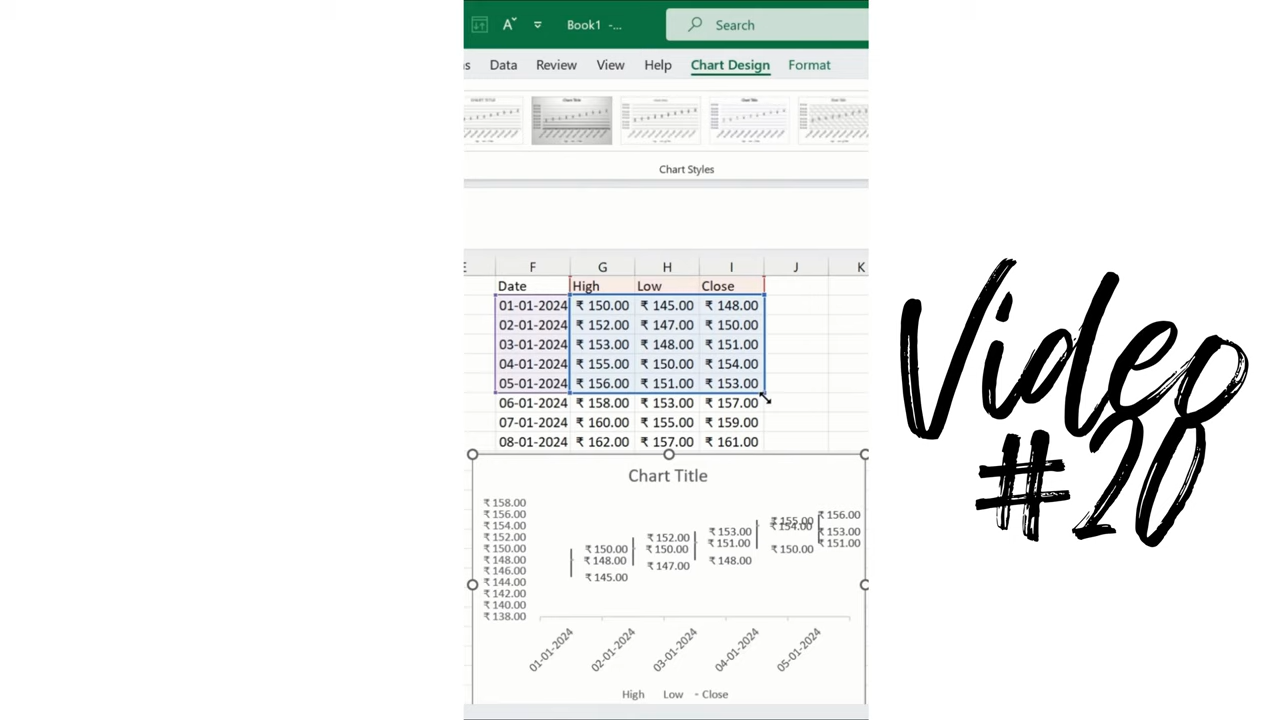 Book1 -...
Search
Data Review View Help Chart Design Format
Chart Styles
F G H I J K
Date High Low Close
01-01-2024 ₹ 150.00 ₹ 145.00 ₹ 148.00
02-01-2024 ₹ 152.00 ₹ 147.00 ₹ 150.00
03-01-2024 ₹ 153.00 ₹ 148.00 ₹ 151.00
04-01-2024 ₹ 155.00 ₹ 150.00 ₹ 154.00
05-01-2024 ₹ 156.00 ₹ 151.00 ₹ 153.00
06-01-2024 ₹ 158.00 ₹ 153.00 ₹ 157.00
07-01-2024 ₹ 160.00 ₹ 155.00 ₹ 159.00
08-01-2024 ₹ 162.00 ₹ 157.00 ₹ 161.00
Chart Title
₹ 158.00
₹ 156.00
₹ 154.00
₹ 152.00
₹ 150.00
₹ 148.00
₹ 146.00
₹ 144.00
₹ 142.00
₹ 140.00
₹ 138.00
₹ 150.00
₹ 148.00
₹ 145.00
₹ 152.00
₹ 150.00
₹ 147.00
₹ 153.00
₹ 151.00
₹ 148.00
₹ 155.00
₹ 154.00
₹ 150.00
₹ 156.00
₹ 153.00
₹ 151.00
01-01-2024 02-01-2024 03-01-2024 04-01-2024 05-01-2024
High Low - Close
Video
#20